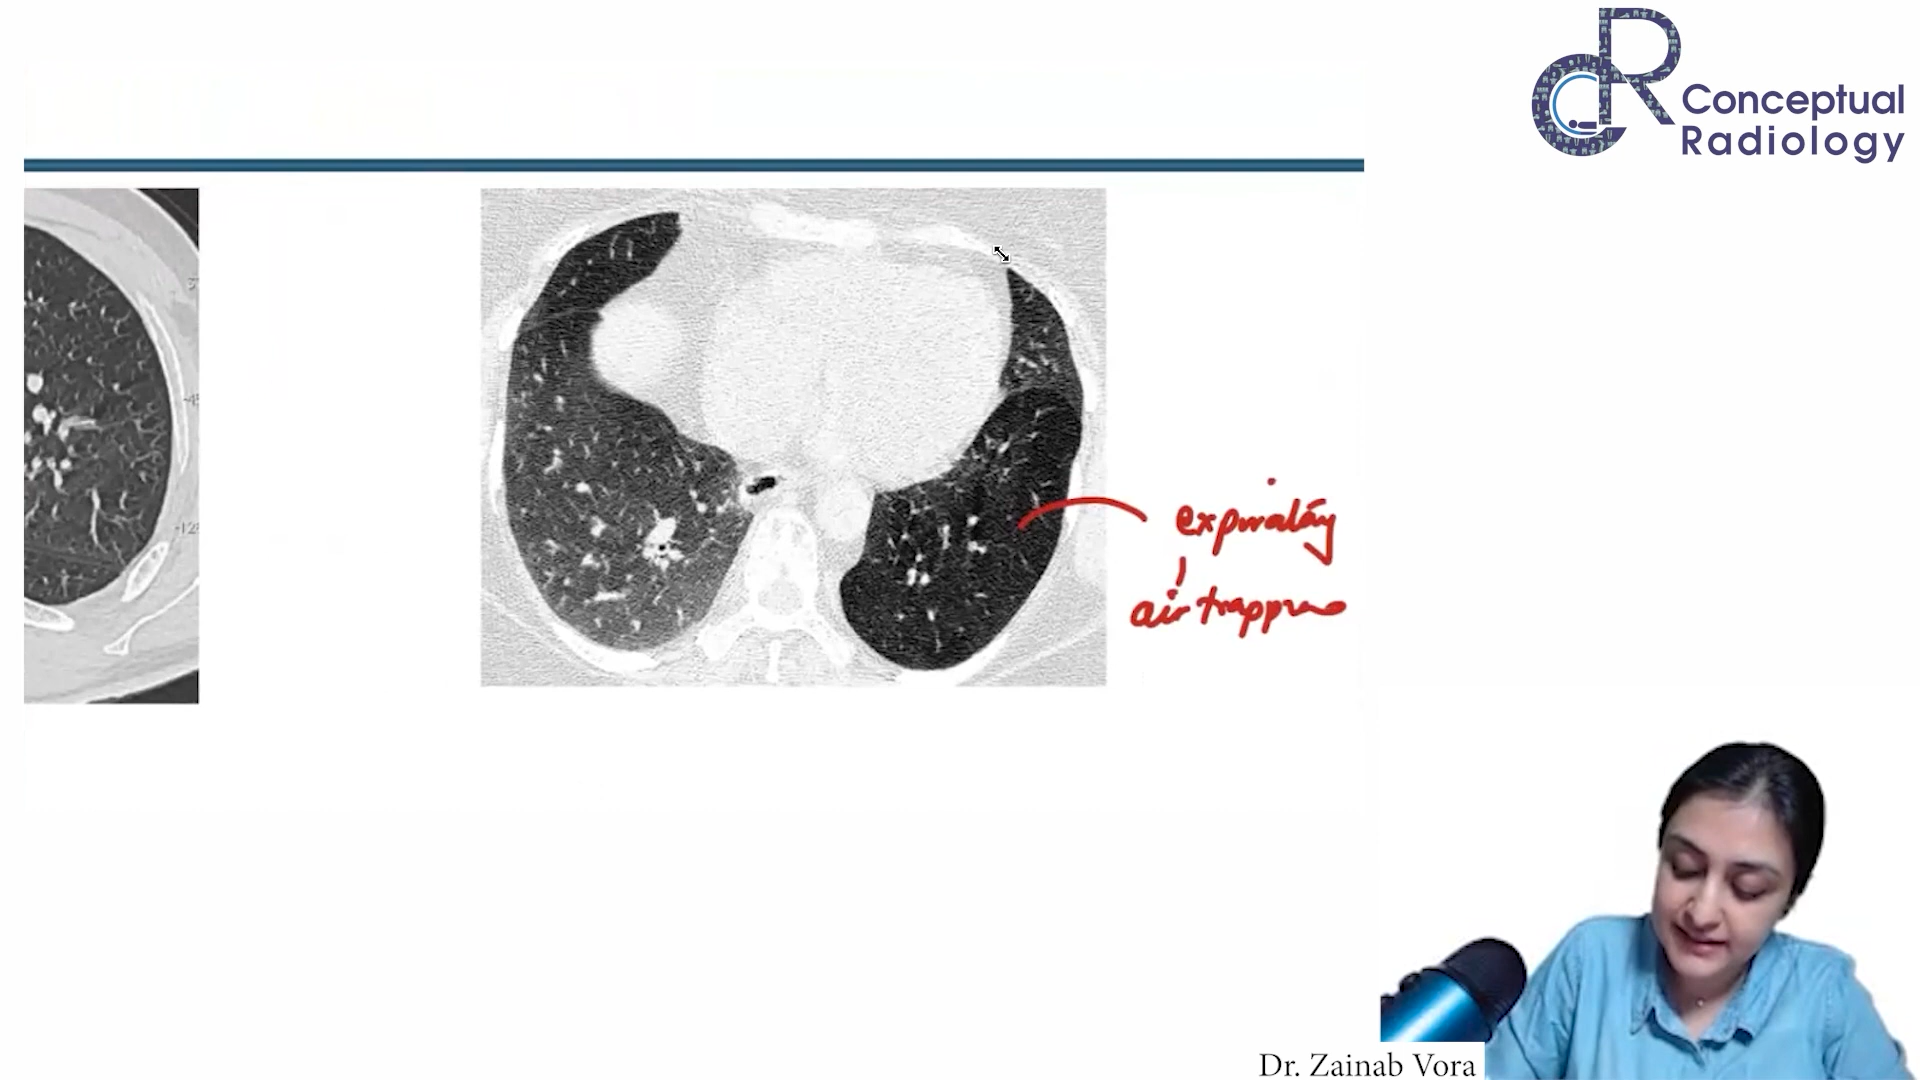 Conceptual
Radiology
expiratory
air trapping
Dr. Zainab Vora